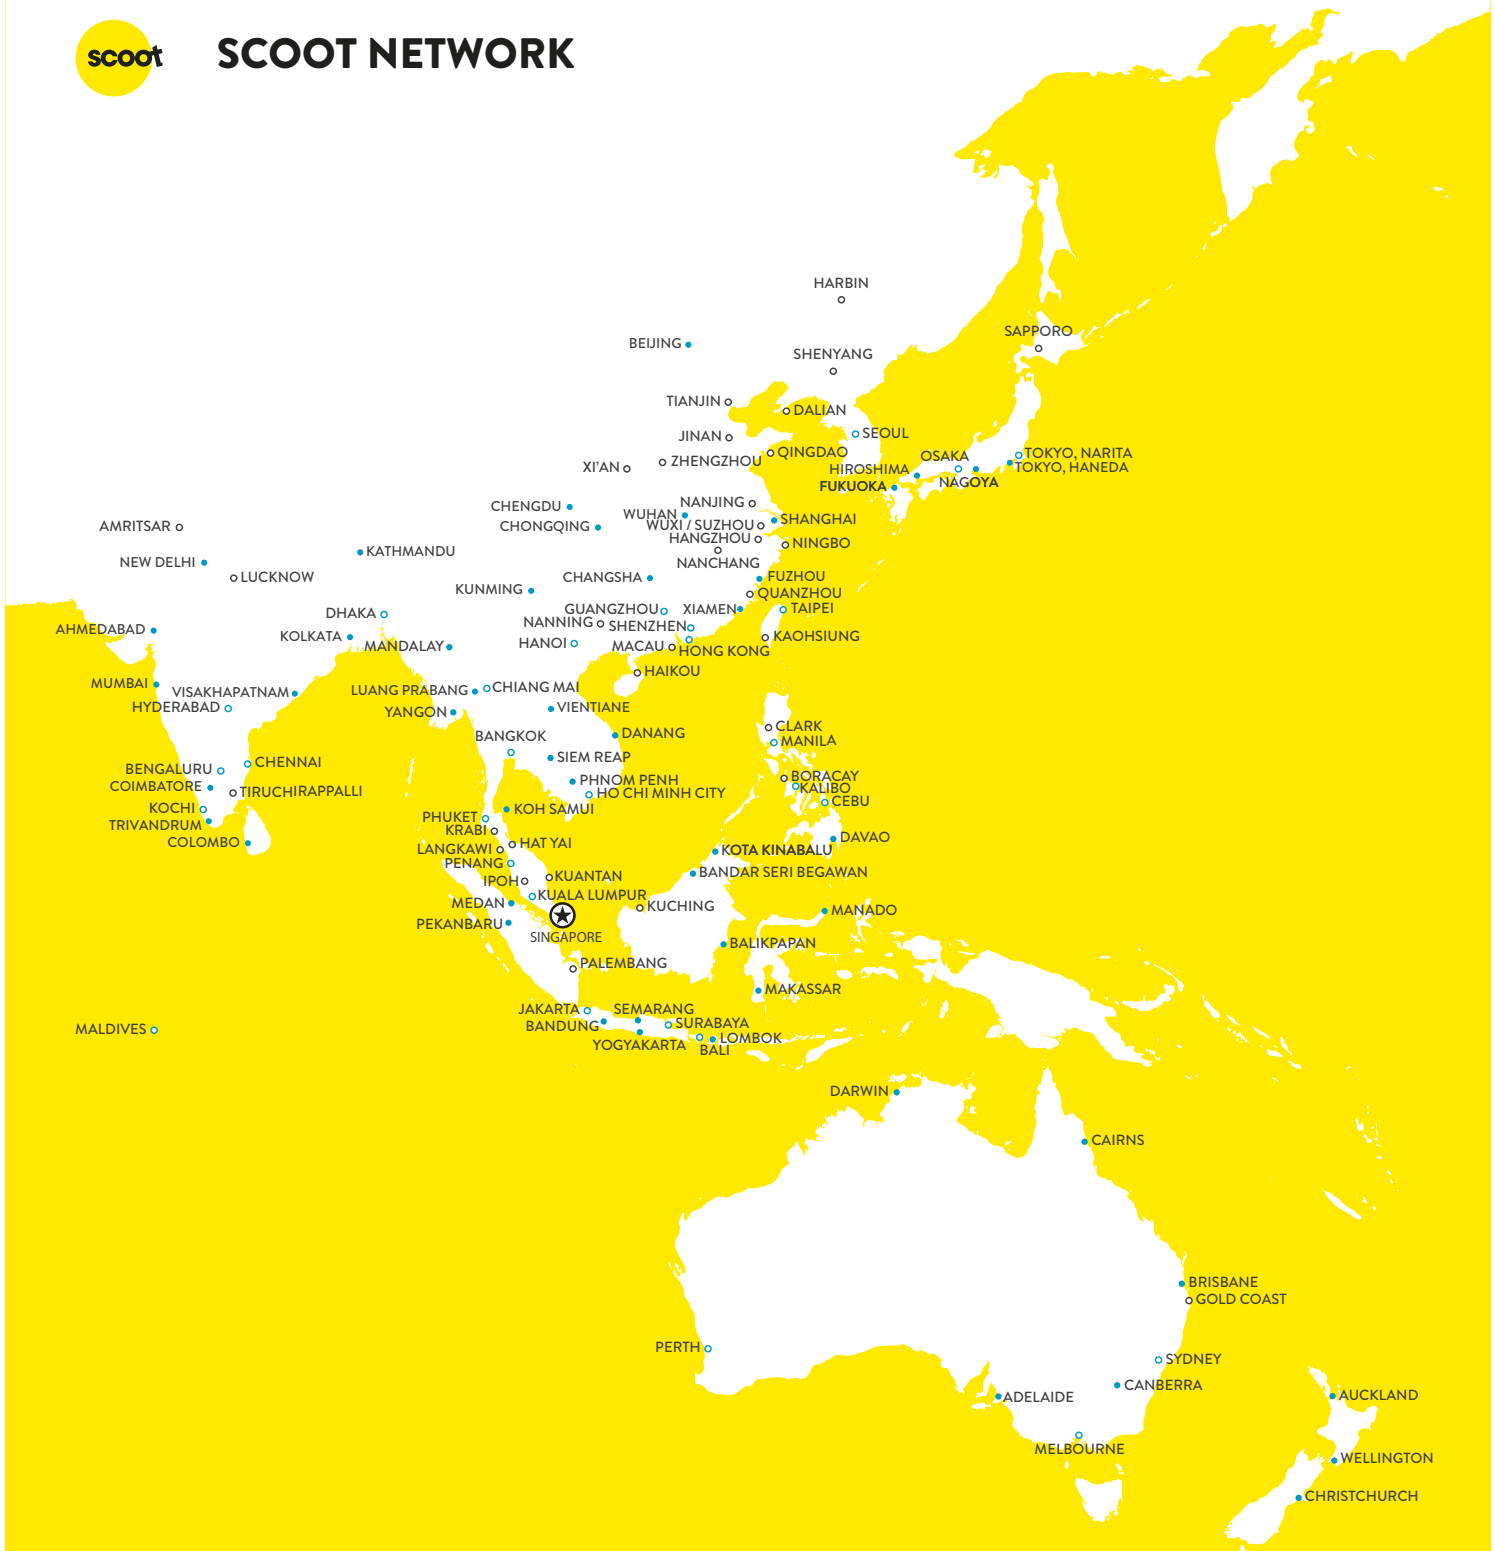 scoot
SCOOT NETWORK
HARBIN
SAPPORO
BEIJING
SHENYANG
TIANJIN
DALIAN
JINAN
SEOUL
QINGDAO
OSAKA
TOKYO, NARITA
XI'AN
ZHENGZHOU
HIROSHIMA
TOKYO, HANEDA
NAGOYA
FUKUOKA
CHENGDU
NANJING
WUHAN
SHANGHAI
AMRITSAR
CHONGQING
WUXI / SUZHOU
HANGZHOU
NINGBO
KATHMANDU
NEW DELHI
NANCHANG
LUCKNOW
CHANGSHA
FUZHOU
KUNMING
QUANZHOU
DHAKA
GUANGZHOU
XIAMEN
TAIPEI
NANNING
SHENZHEN
AHMEDABAD
KOLKATA
KAOHSIUNG
MANDALAY
HANOI
MACAU
HONG KONG
HAIKOU
MUMBAI
VISAKHAPATNAM
LUANG PRABANG
CHIANG MAI
HYDERABAD
YANGON
VIENTIANE
CLARK
BANGKOK
DANANG
MANILA
SIEM REAP
CHENNAI
BENGALURU
BORACAY
PHNOM PENH
COIMBATORE
KALIBO
TIRUCHIRAPPALLI
HO CHI MINH CITY
CEBU
KOCHI
KOH SAMUI
PHUKET
TRIVANDRUM
KRABI
DAVAO
COLOMBO
HAT YAI
LANGKAWI
KOTA KINABALU
PENANG
BANDAR SERI BEGAWAN
IPOH
KUANTAN
KUALA LUMPUR
MEDAN
KUCHING
MANADO
PEKANBARU
SINGAPORE
BALIKPAPAN
PALEMBANG
MAKASSAR
JAKARTA
SEMARANG
BANDUNG
SURABAYA
MALDIVES
LOMBOK
YOGYAKARTA
BALI
DARWIN
CAIRNS
BRISBANE
GOLD COAST
PERTH
SYDNEY
CANBERRA
ADELAIDE
AUCKLAND
MELBOURNE
WELLINGTON
CHRISTCHURCH